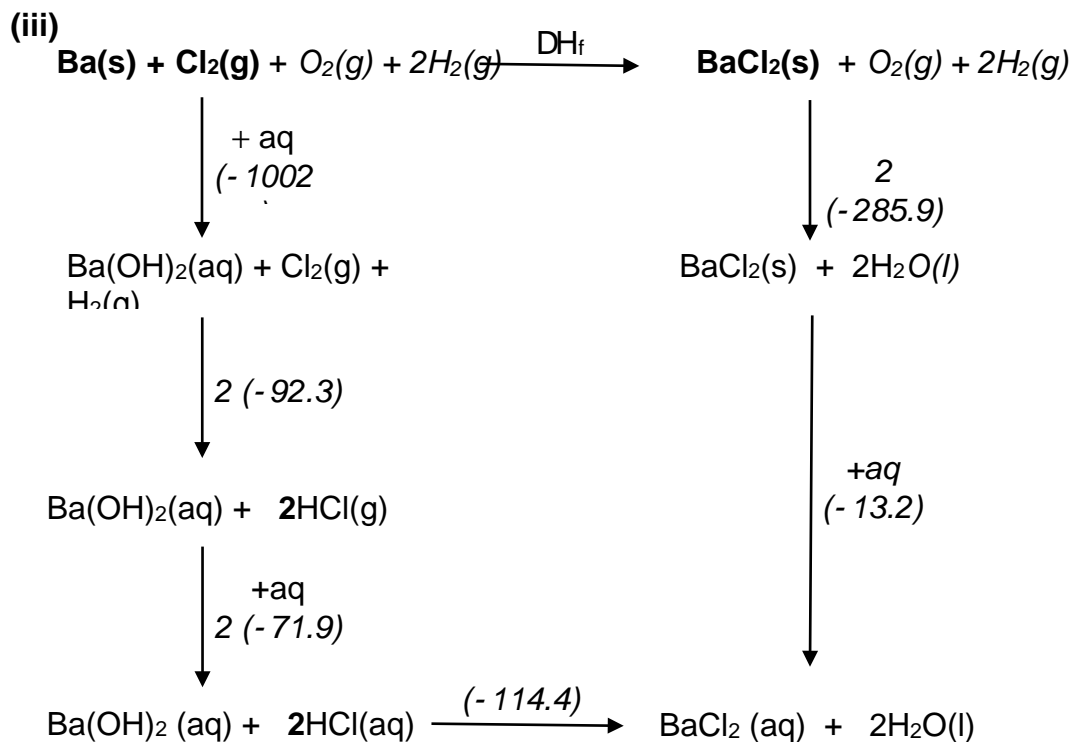 (iii)
DHf
Ba(s) + Cl₂(g) + O₂(g) + 2H₂(g)
BaCl₂(s) + O₂(g) + 2H₂(g)
+ aq
(-1002
2
(-285.9)
Ba(OH)₂(aq) + Cl₂(g) +
H₂(g)
BaCl₂(s) + 2H₂O(l)
2 (-92.3)
+aq
(-13.2)
Ba(OH)₂(aq) + 2HCl(g)
+aq
2 (-71.9)
(-114.4)
Ba(OH)₂ (aq) + 2HCl(aq)
BaCl₂ (aq) + 2H₂O(l)